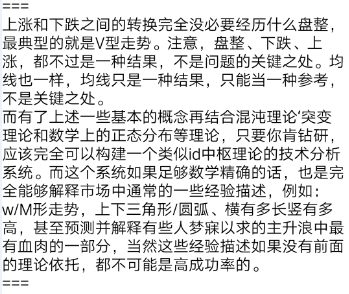 ===
上涨和下跌之间的转换完全没必要经历什么盘整，
最典型的就是V型走势。注意，盘整、下跌、上
涨，都不过是一种结果，不是问题的关键之处。均
线也一样，均线只是一种结果，只能当一种参考，
不是关键之处。
而有了上述一些基本的概念再结合混沌理论'突变
理论和数学上的正态分布等理论，只要你肯钻研，
应该完全可以构建一个类似id中枢理论的技术分析
系统。而这个系统如果足够数学精确的话，也是完
全能够解释市场中通常的一些经验描述，例如：
w/M形走势，上下三角形/圆弧、横有多长竖有多
高，甚至预测并解释有些人梦寐以求的主升浪中最
有血肉的一部分，当然这些经验描述如果没有前面
的理论依托，都不可能是高成功率的。
===